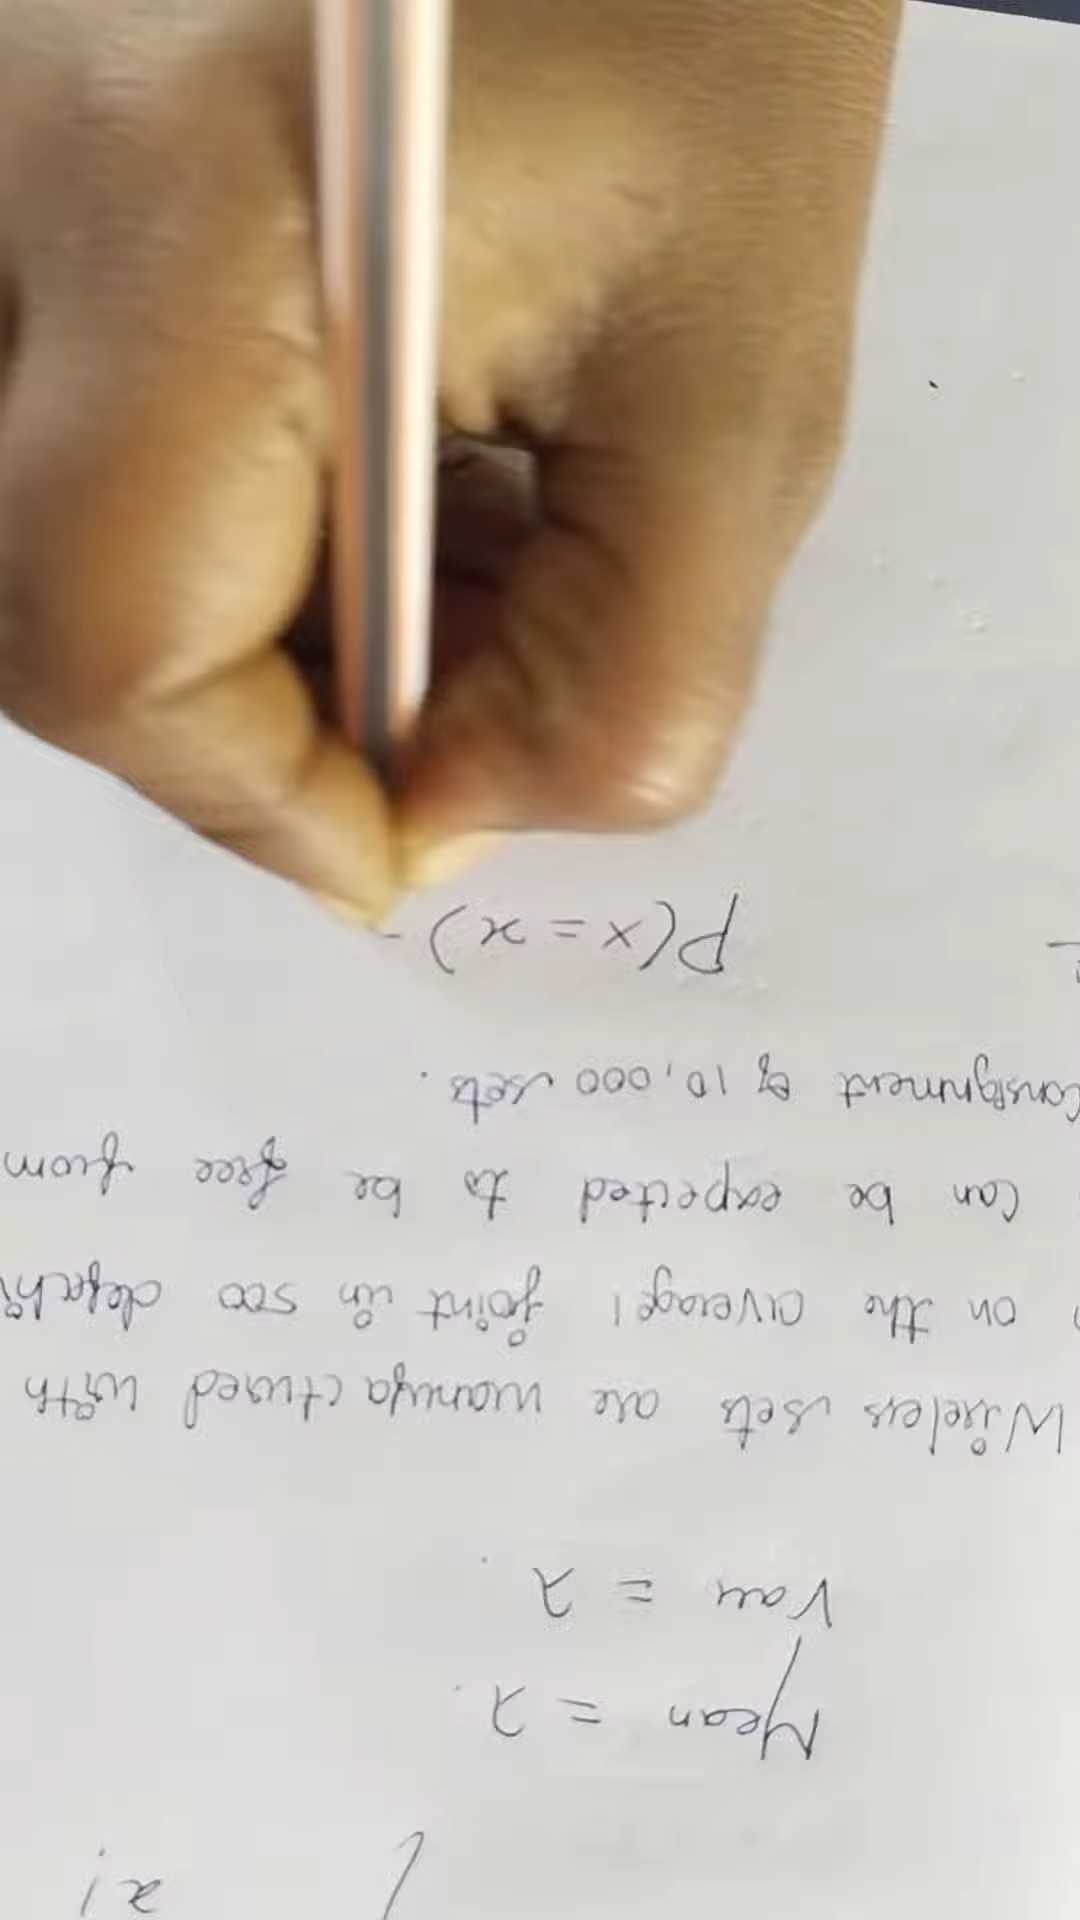 x!
Mean = λ.
Var = λ.
Wireless sets are manufactured with
on the average 1 joint in 500 defecti
can be expected to be free from
consignment of 10,000 sets.
P(x = x) -